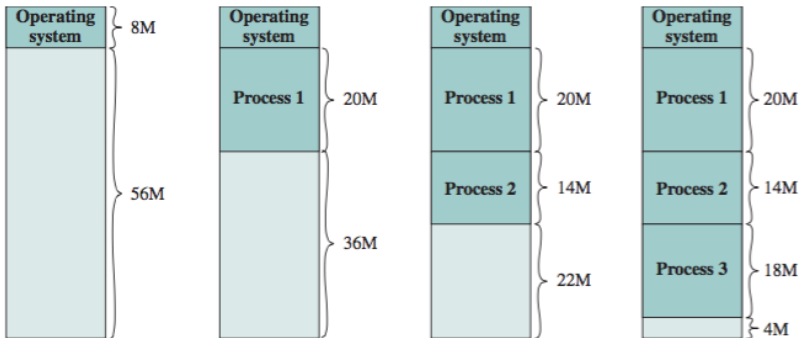 Operating
system
8M
56M
Operating
system
Process 1
20M
36M
Operating
system
Process 1
20M
Process 2
14M
22M
Operating
system
Process 1
20M
Process 2
14M
Process 3
18M
4M